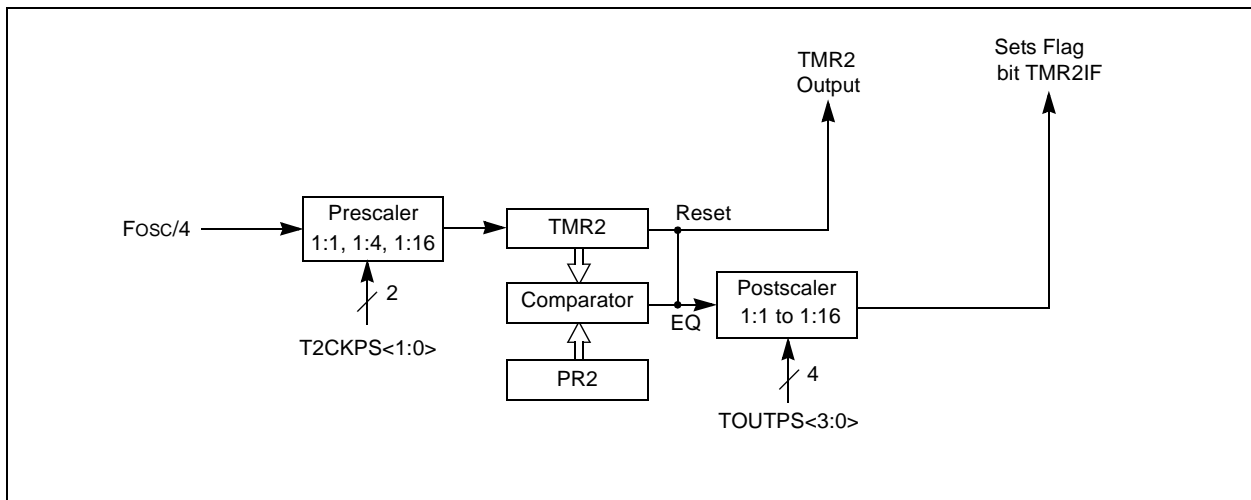 TMR2
Output
Sets Flag
bit TMR2IF
FOSC/4
Prescaler
1:1, 1:4, 1:16
2
T2CKPS<1:0>
TMR2
Reset
Comparator
EQ
PR2
Postscaler
1:1 to 1:16
4
TOUTPS<3:0>